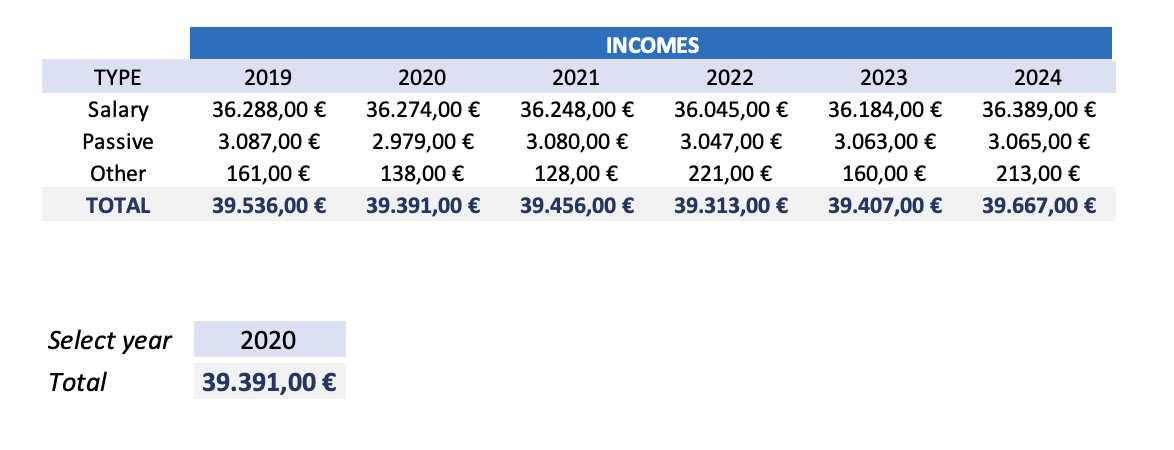 INCOMES
TYPE 2019 2020 2021 2022 2023 2024
Salary 36.288,00 € 36.274,00 € 36.248,00 € 36.045,00 € 36.184,00 € 36.389,00 €
Passive 3.087,00 € 2.979,00 € 3.080,00 € 3.047,00 € 3.063,00 € 3.065,00 €
Other 161,00 € 138,00 € 128,00 € 221,00 € 160,00 € 213,00 €
TOTAL 39.536,00 € 39.391,00 € 39.456,00 € 39.313,00 € 39.407,00 € 39.667,00 €
Select year 2020
Total 39.391,00 €